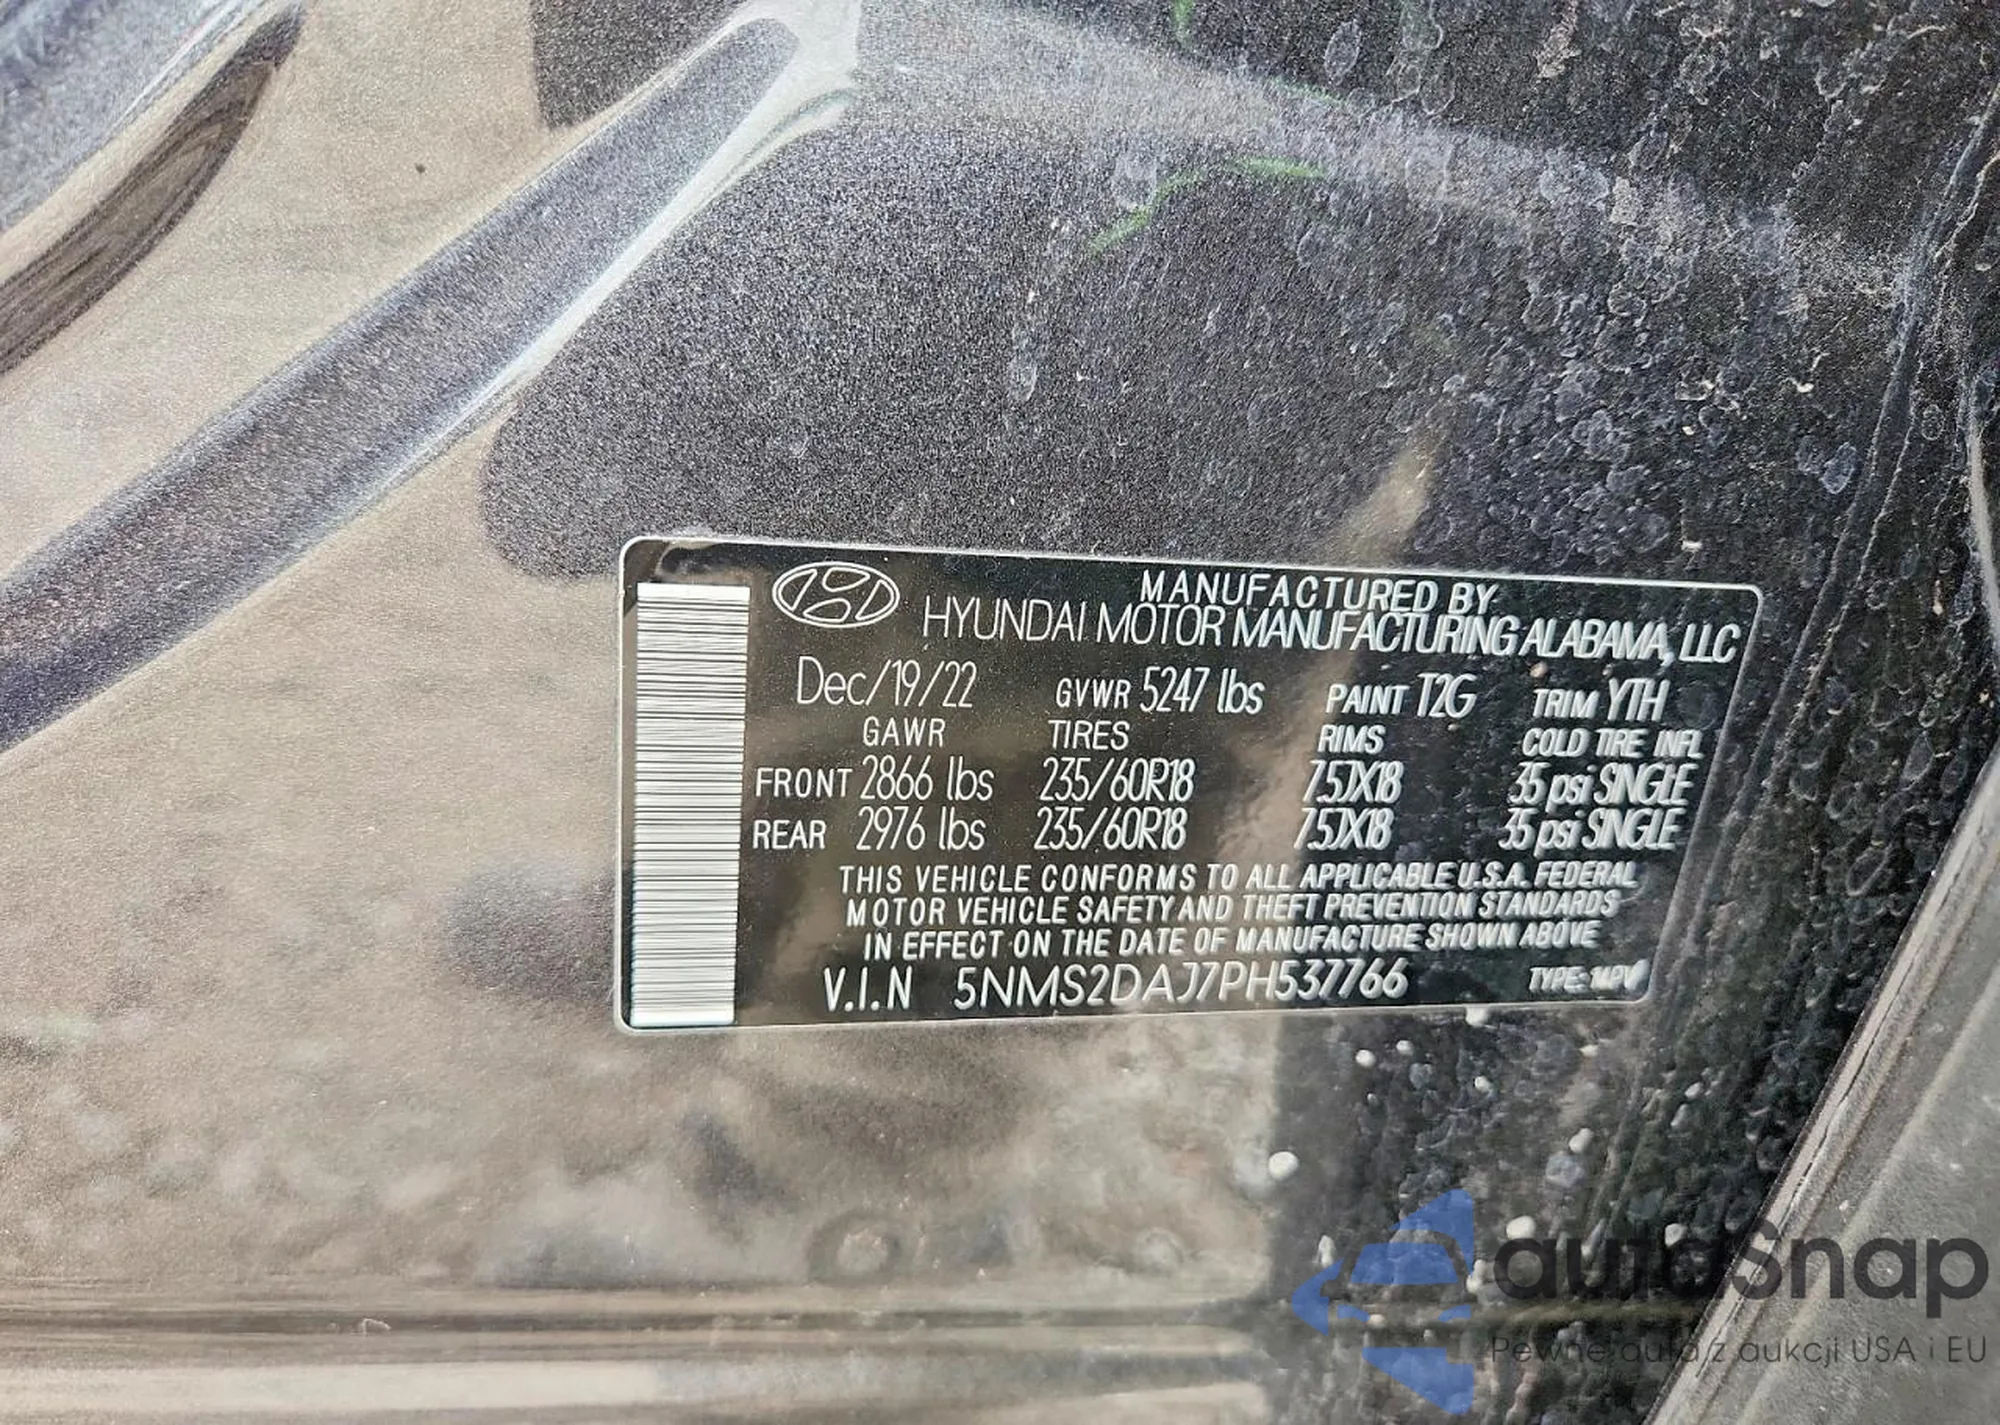 MANUFACTURED BY
HYUNDAI MOTOR MANUFACTURING ALABAMA, LLC
Dec/19/22 GVWR 5247 lbs PAINT T2G TRIM YTH
GAWR TIRES RIMS COLD TIRE INFL
FRONT 2866 lbs 235/60R18 7.5JX18 35 psi SINGLE
REAR 2976 lbs 235/60R18 7.5JX18 35 psi SINGLE
THIS VEHICLE CONFORMS TO ALL APPLICABLE U.S.A. FEDERAL
MOTOR VEHICLE SAFETY AND THEFT PREVENTION STANDARDS
IN EFFECT ON THE DATE OF MANUFACTURE SHOWN ABOVE
V.I.N 5NMS2DAJ7PH537766 TYPE: MPV
autoSnap
Pewne auta z aukcji USA i EU